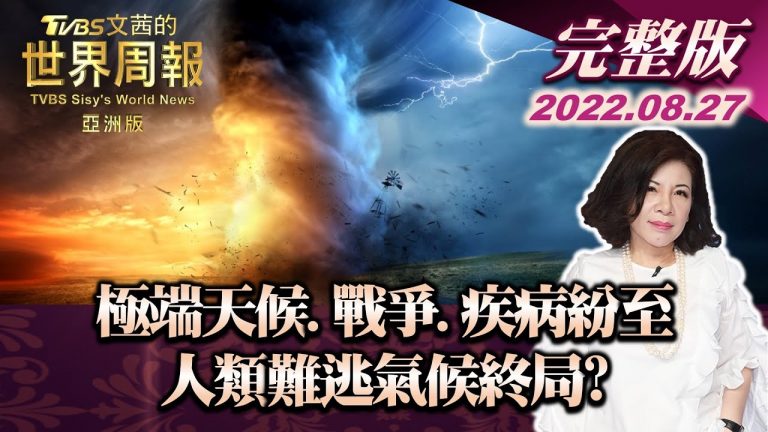 TVBS文茜的
世界周報
TVBS Sisy's World News
亞洲版
完整版
2022.08.27
極端天候.戰爭.疾病紛至
人類難逃氣候終局?